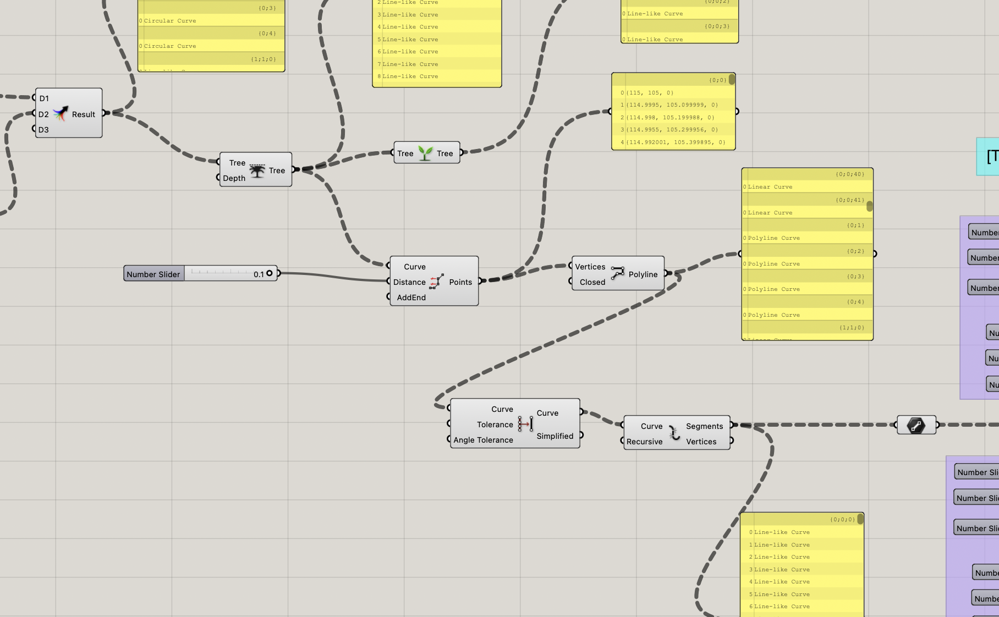 {0;3}
0 Circular Curve
{0;4}
0 Circular Curve
{1;1;0}
2 Line-like Curve
3 Line-like Curve
4 Line-like Curve
5 Line-like Curve
6 Line-like Curve
7 Line-like Curve
8 Line-like Curve
{0;0;2}
0 Line-like Curve
{0;0;3}
0 Line-like Curve
D1
D2 Result
D3
{0;0}
0 {115, 105, 0}
1 {114.9995, 105.099999, 0}
2 {114.998, 105.199988, 0}
3 {114.9955, 105.299956, 0}
4 {114.992001, 105.399895, 0}
Tree Tree
Depth
Tree Tree
[T
{0;0;40}
0 Linear Curve
{0;0;41}
0 Linear Curve
{0;1}
0 Polyline Curve
{0;2}
0 Polyline Curve
{0;3}
0 Polyline Curve
{0;4}
0 Polyline Curve
{1;1;0}
Number Slider 0.1
Curve
Distance Points
AddEnd
Vertices Polyline
Closed
Numbe
Numbe
Numbe
Nu
Nu
Nu
Curve Curve
Tolerance
Angle Tolerance Simplified
Curve Segments
Recursive Vertices
Number Sli
Number Slid
Number Slid
{0;0;0}
0 Line-like Curve
1 Line-like Curve
2 Line-like Curve
3 Line-like Curve
4 Line-like Curve
5 Line-like Curve
6 Line-like Curve
Numbe
Numbe